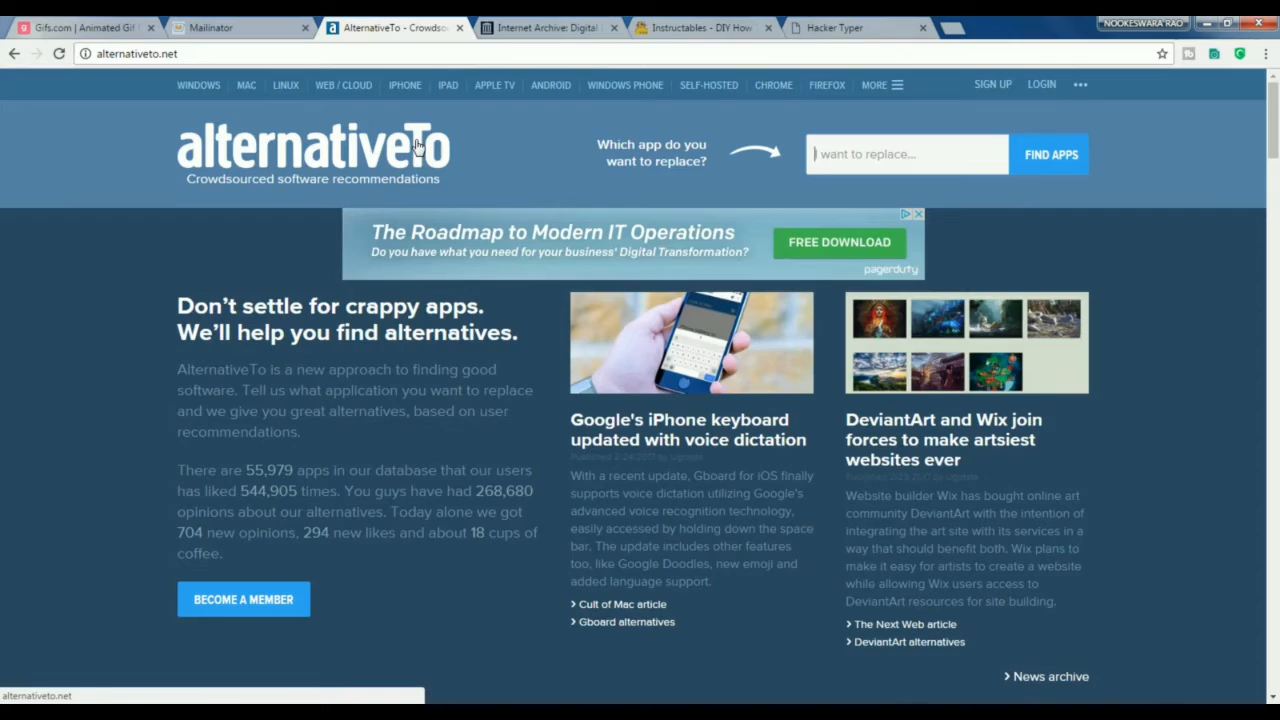 Gifs.com | Animated Gif
Mailinator
AlternativeTo - Crowdso
Internet Archive: Digital
Instructables - DIY How
Hacker Typer
NOOKESWARA RAO
alternativeto.net
WINDOWS
MAC
LINUX
WEB / CLOUD
IPHONE
IPAD
APPLE TV
ANDROID
WINDOWS PHONE
SELF-HOSTED
CHROME
FIREFOX
MORE
SIGN UP
LOGIN
alternativeTo
Crowdsourced software recommendations
Which app do you
want to replace?
I want to replace...
FIND APPS
The Roadmap to Modern IT Operations
Do you have what you need for your business' Digital Transformation?
FREE DOWNLOAD
pagerduty
Don't settle for crappy apps.
We'll help you find alternatives.
AlternativeTo is a new approach to finding good
software. Tell us what application you want to replace
and we give you great alternatives, based on user
recommendations.
There are 55,979 apps in our database that our users
has liked 544,905 times. You guys have had 268,680
opinions about our alternatives. Today alone we got
704 new opinions, 294 new likes and about 18 cups of
coffee.
BECOME A MEMBER
Google's iPhone keyboard
updated with voice dictation
With a recent update, Gboard for iOS finally
supports voice dictation utilizing Google's
advanced voice recognition technology,
easily accessed by holding down the space
bar. The update includes other features
too, like Google Doodles, new emoji and
added language support.
Cult of Mac article
Gboard alternatives
DeviantArt and Wix join
forces to make artsiest
websites ever
Website builder Wix has bought online art
community DeviantArt with the intention of
integrating the art site with its services in a
way that should benefit both. Wix plans to
make it easy for artists to create a website
while allowing Wix users access to
DeviantArt resources for site building.
The Next Web article
DeviantArt alternatives
News archive
alternativeto.net